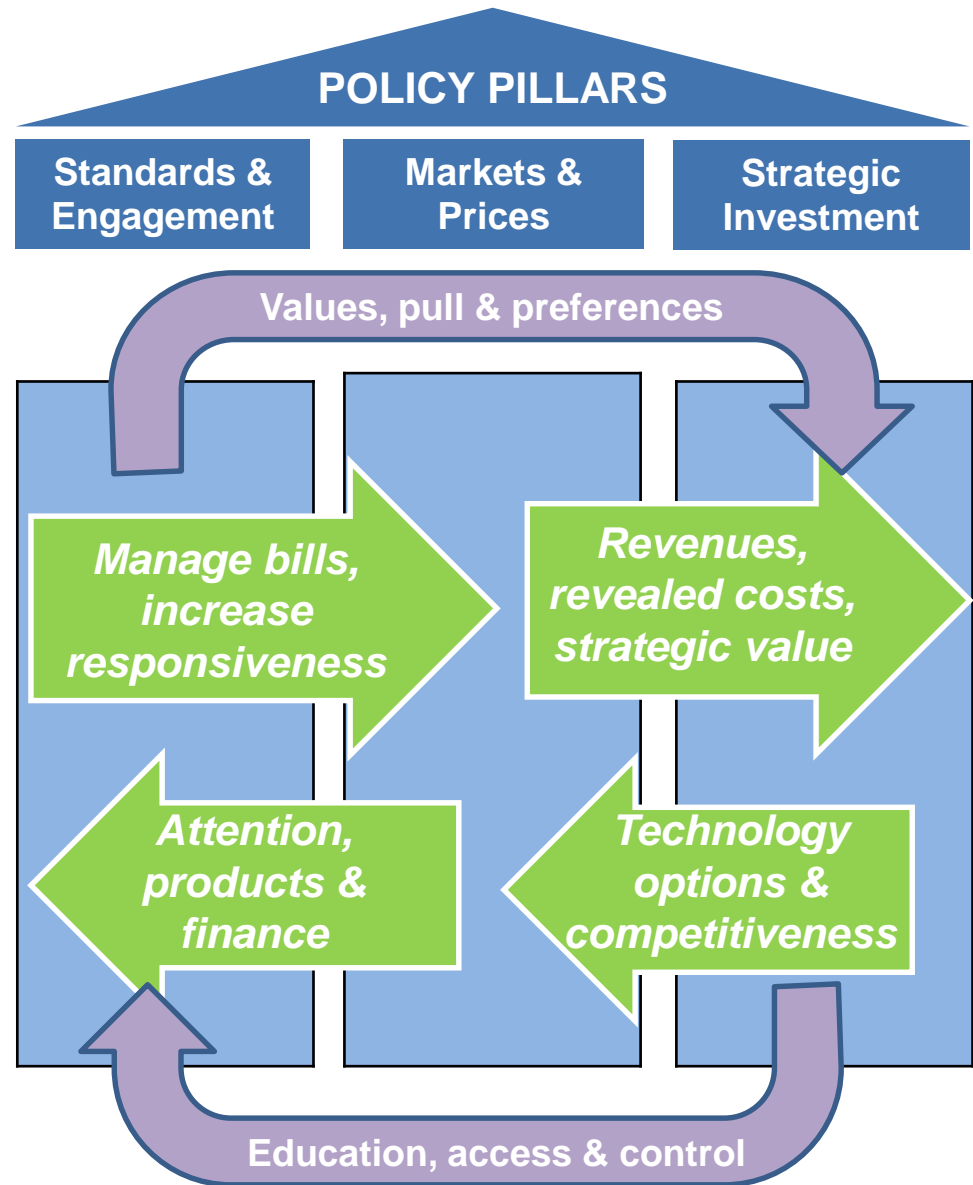 POLICY PILLARS
Standards &
Engagement
Markets &
Prices
Strategic
Investment
Values, pull & preferences
Manage bills,
increase
responsiveness
Revenues,
revealed costs,
strategic value
Attention,
products &
finance
Technology
options &
competitiveness
Education, access & control